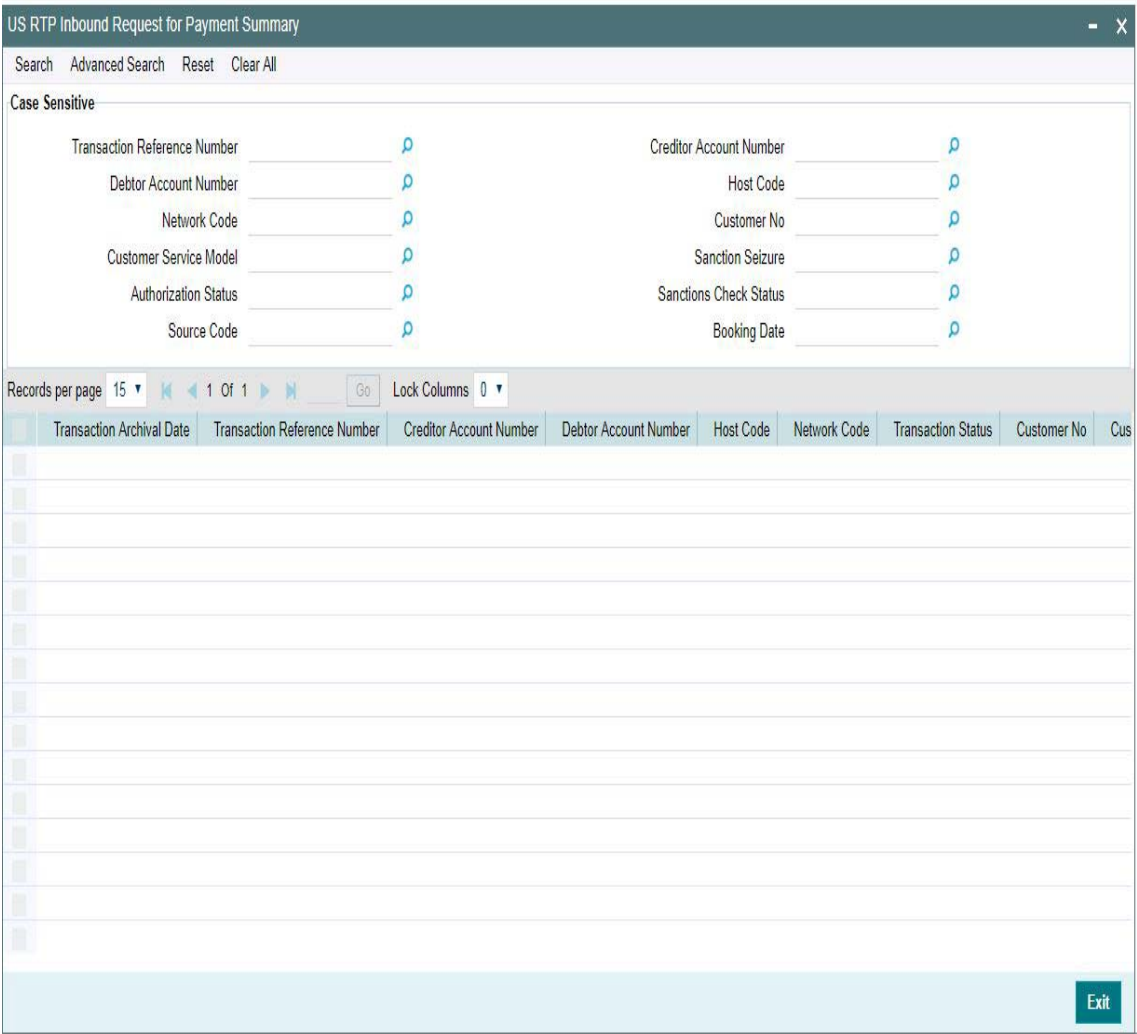 US RTP Inbound Request for Payment Summary
Search Advanced Search Reset Clear All
Case Sensitive
Transaction Reference Number Creditor Account Number
Debtor Account Number Host Code
Network Code Customer No
Customer Service Model Sanction Seizure
Authorization Status Sanctions Check Status
Source Code Booking Date
Records per page 15 1 Of 1 Go Lock Columns 0
Transaction Archival Date Transaction Reference Number Creditor Account Number Debtor Account Number Host Code Network Code Transaction Status Customer No Cus
Exit